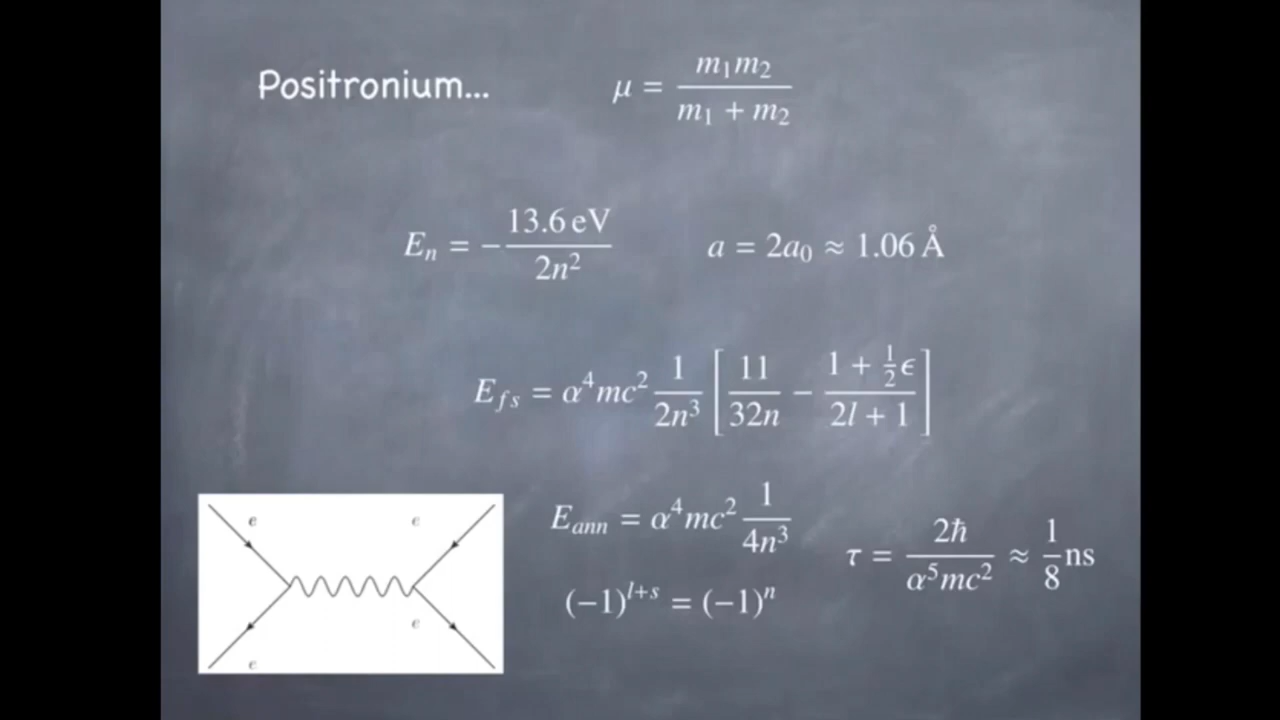 Positronium...
μ = m₁m₂ / (m₁ + m₂)
Eₙ = −13.6 eV / 2n²
a = 2a₀ ≈ 1.06 Å
E_fs = α⁴mc² 1/2n³ [11/32n − (1 + ½ϵ)/(2l + 1)]
e e
e e
E_ann = α⁴mc² 1/4n³
τ = 2ħ/α⁵mc² ≈ 1/8 ns
(−1)^{l+s} = (−1)ⁿ